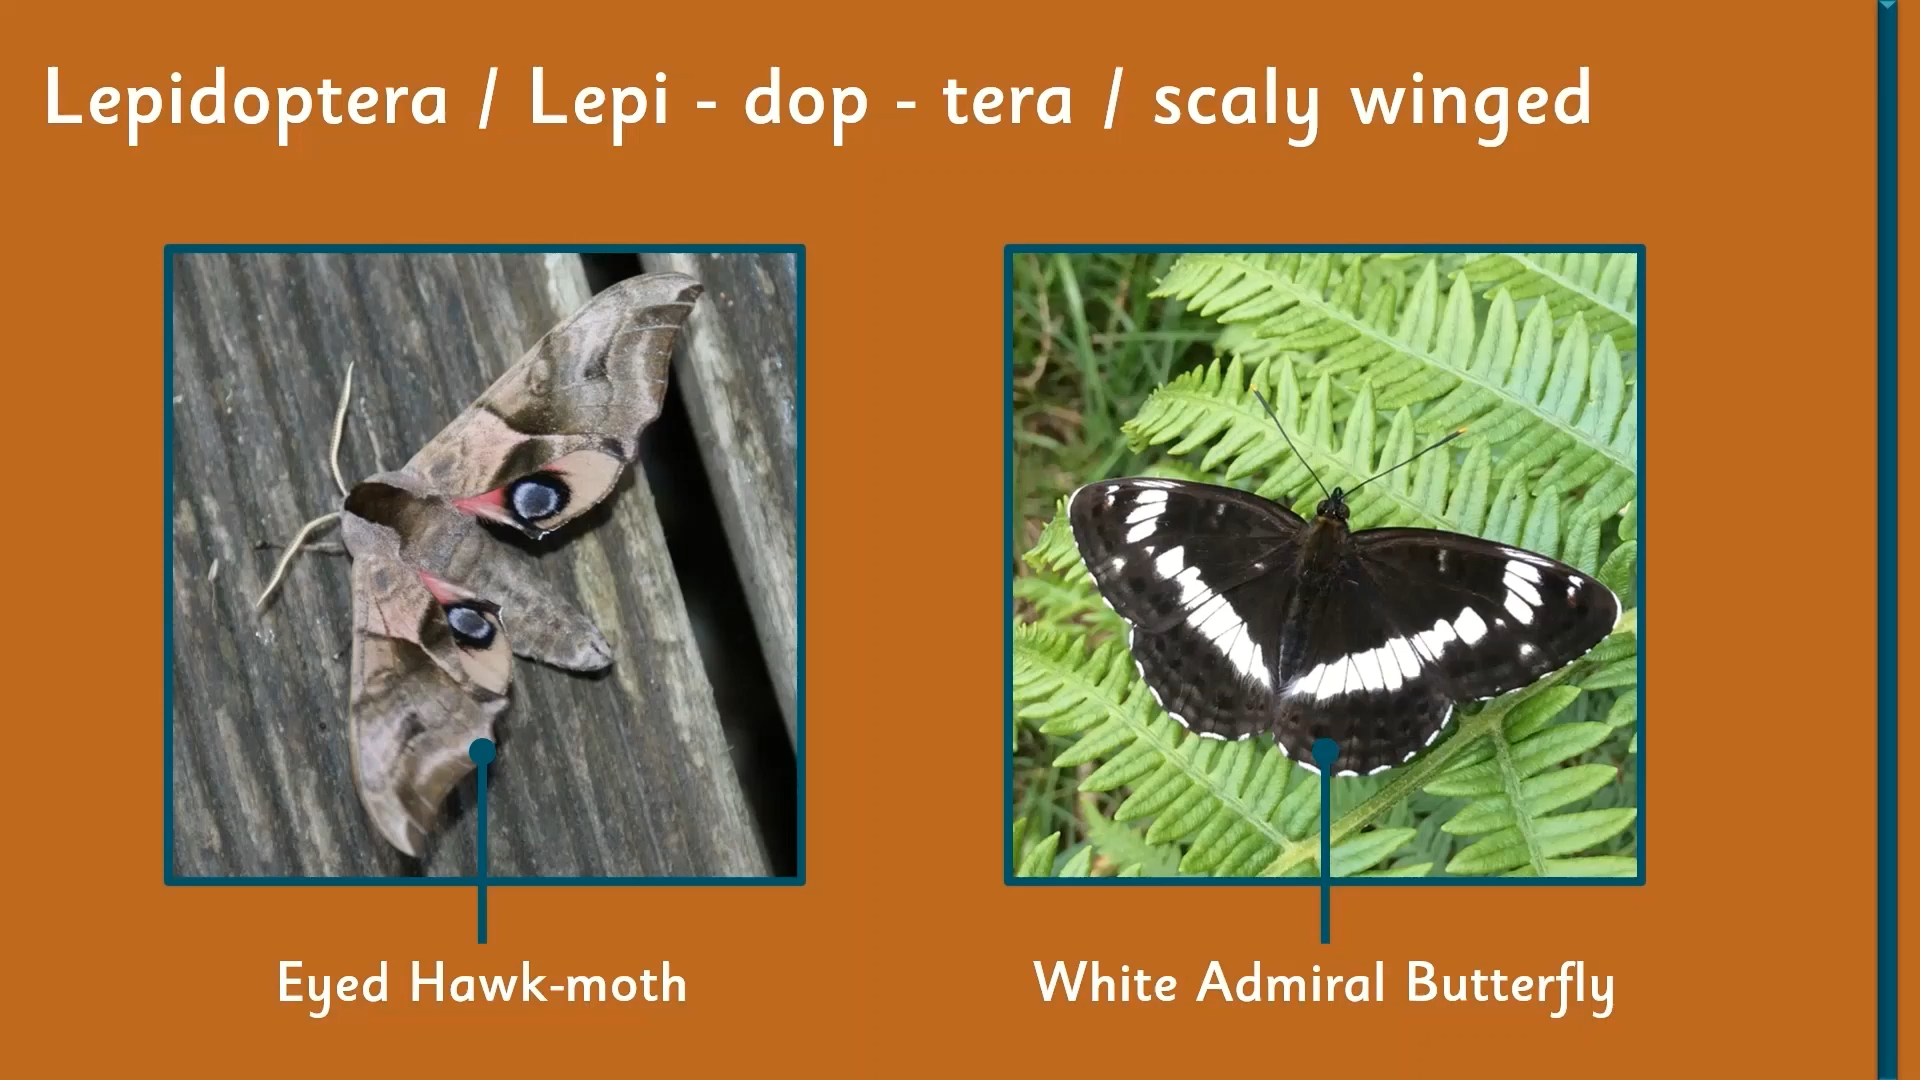 Lepidoptera / Lepi - dop - tera / scaly winged
Eyed Hawk-moth
White Admiral Butterfly